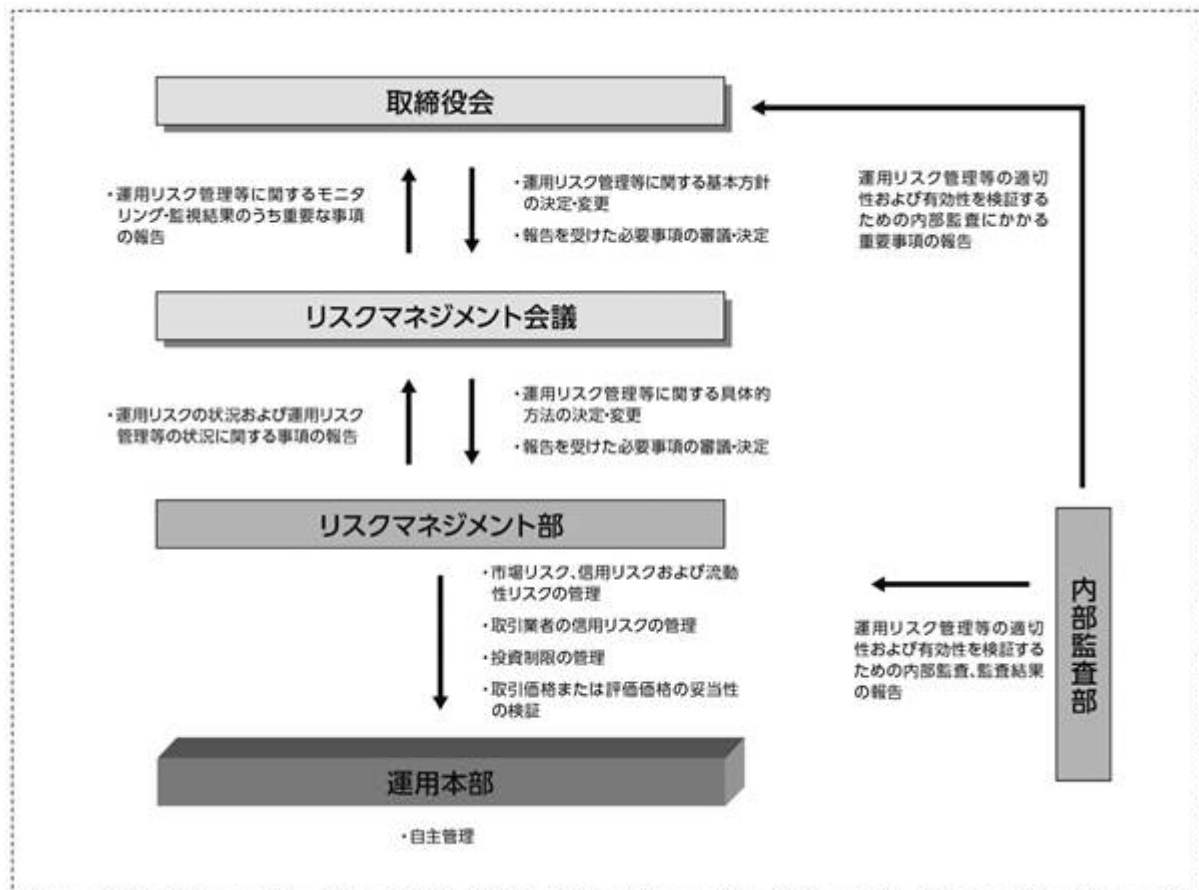 取締役会
・運用リスク管理等に関するモニタ
リング・監視結果のうち重要な事項
の報告
・運用リスク管理等に関する基本方針
の決定・変更
・報告を受けた必要事項の審議・決定
運用リスク管理等の適切
性および有効性を検証す
るための内部監査にかかる
重要事項の報告
リスクマネジメント会議
・運用リスクの状況および運用リスク
管理等の状況に関する事項の報告
・運用リスク管理等に関する具体的
方法の決定・変更
・報告を受けた必要事項の審議・決定
リスクマネジメント部
・市場リスク、信用リスクおよび流動
性リスクの管理
・取引業者の信用リスクの管理
・投資制限の管理
・取引価格または評価価格の妥当性
の検証
運用リスク管理等の適切
性および有効性を検証する
ための内部監査、監査結果
の報告
内部監査部
運用本部
・自主管理